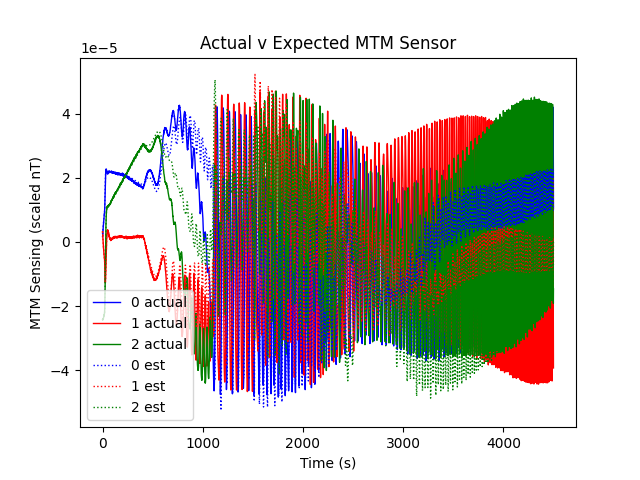 Actual v Expected MTM Sensor
1e−5
MTM Sensing (scaled nT)
4
2
0
−2
−4
0 actual
1 actual
2 actual
0 est
1 est
2 est
0 1000 2000 3000 4000
Time (s)